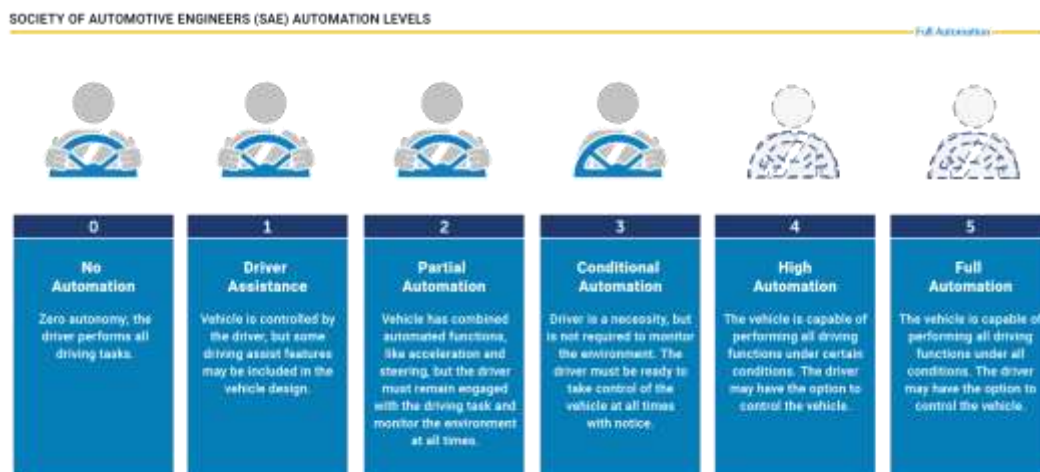 SOCIETY OF AUTOMOTIVE ENGINEERS (SAE) AUTOMATION LEVELS
Full Automation
0
No
Automation
Zero autonomy; the
driver performs all
driving tasks.
1
Driver
Assistance
Vehicle is controlled by
the driver, but some
driving assist features
may be included in the
vehicle design.
2
Partial
Automation
Vehicle has combined
automated functions,
like acceleration and
steering, but the driver
must remain engaged
with the driving task and
monitor the environment
at all times.
3
Conditional
Automation
Driver is a necessity, but
is not required to monitor
the environment. The
driver must be ready to
take control of the
vehicle at all times
with notice.
4
High
Automation
The vehicle is capable of
performing all driving
functions under certain
conditions. The driver
may have the option to
control the vehicle.
5
Full
Automation
The vehicle is capable of
performing all driving
functions under all
conditions. The driver
may have the option to
control the vehicle.